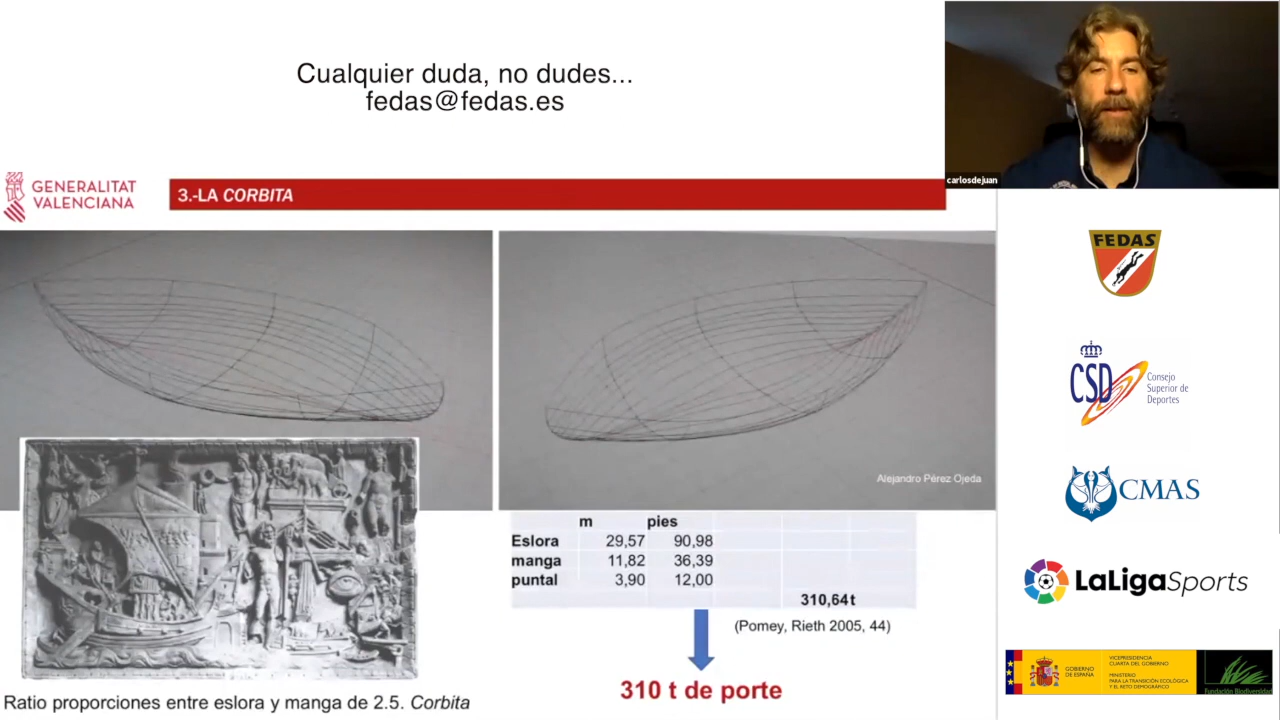 Cualquier duda, no dudes...
fedas@fedas.es
carlosdejuan
GENERALITAT
VALENCIANA
3.-LA CORBITA
Alejandro Pérez Ojeda
m pies
Eslora 29,57 90,98
manga 11,82 36,39
puntal 3,90 12,00
310,64t
(Pomey, Rieth 2005, 44)
310 t de porte
Ratio proporciones entre eslora y manga de 2.5. Corbita
FEDAS
CSD
Consejo
Superior de
Deportes
CMAS
LaLigaSports
GOBIERNO
DE ESPAÑA
VICEPRESIDENCIA
CUARTA DEL GOBIERNO
MINISTERIO
PARA LA TRANSICIÓN ECOLÓGICA
Y EL RETO DEMOGRÁFICO
Fundación Biodiversidad